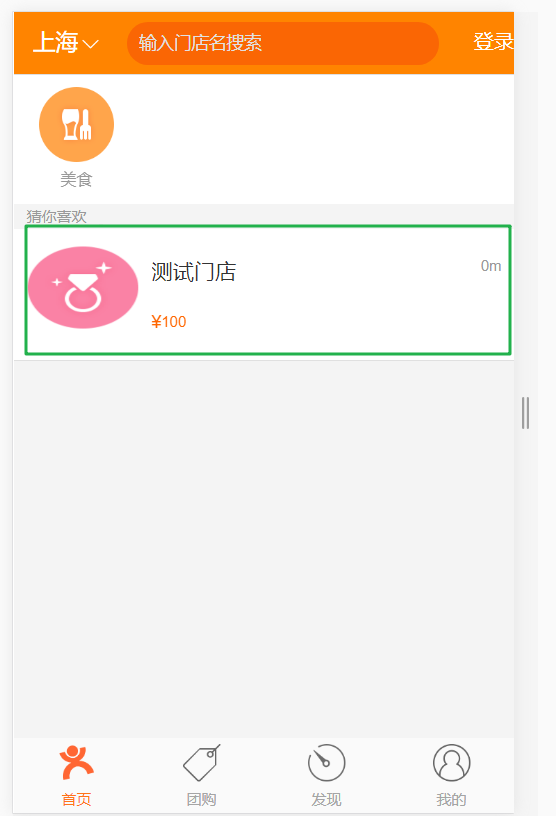 上海 输入门店名搜索 登录
美食
猜你喜欢
测试门店 0m
¥100
首页 团购 发现 我的